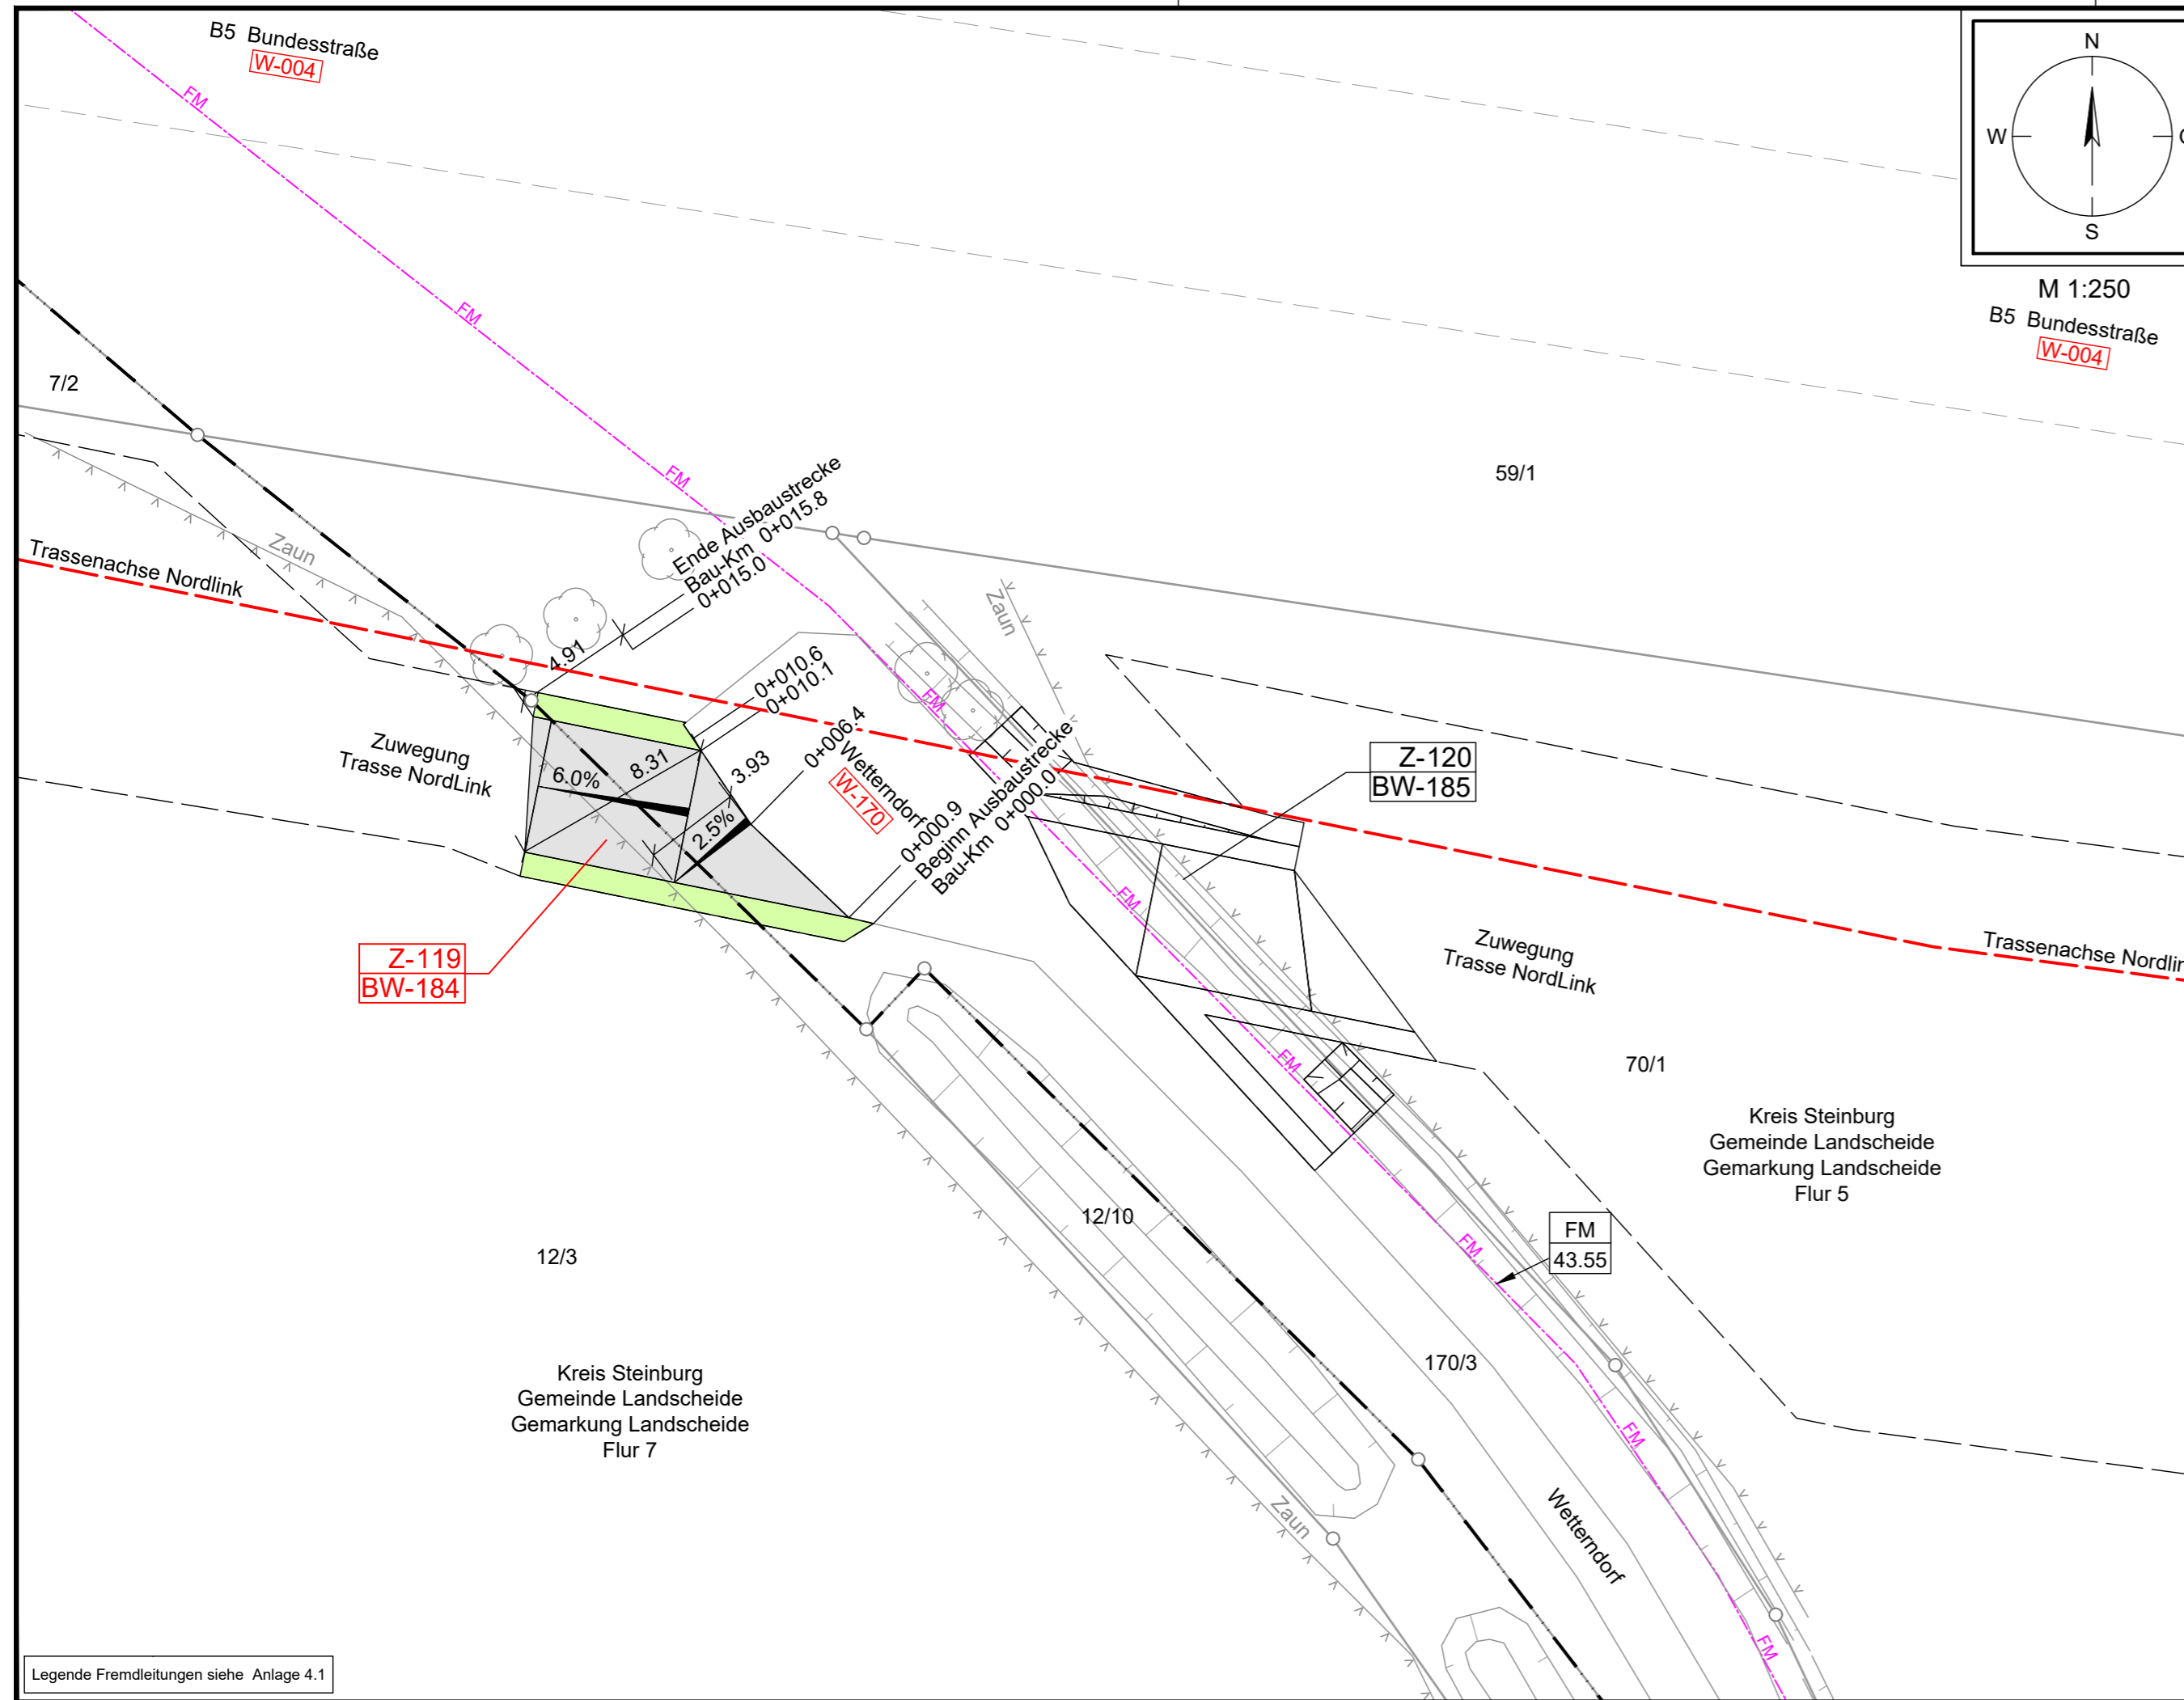 B5 Bundesstraße
W-004
N
W
S
M 1:250
B5 Bundesstraße
W-004
FM
7/2
FM
59/1
FM
Ende Ausbaustrecke
Bau-Km 0+015.8
0+015.0
Zaun
Trassenachse Nordlink
Zaun
4.91
0+010.6
0+010.1
FM
0+006.4
Zuwegung
Trasse NordLink
6.0%
8.31
3.93
2.5%
Wetterndorf
W-170
0+000.9
Beginn Ausbaustrecke
Bau-Km 0+000.0
Z-120
BW-185
FM
Z-119
BW-184
Zuwegung
Trasse NordLink
Trassenachse Nordlin
FM
70/1
Kreis Steinburg
Gemeinde Landscheide
Gemarkung Landscheide
Flur 5
12/10
FM
FM
43.55
12/3
170/3
Kreis Steinburg
Gemeinde Landscheide
Gemarkung Landscheide
Flur 7
FM
Zaun
Wetterndorf
FM
Legende Fremdleitungen siehe Anlage 4.1